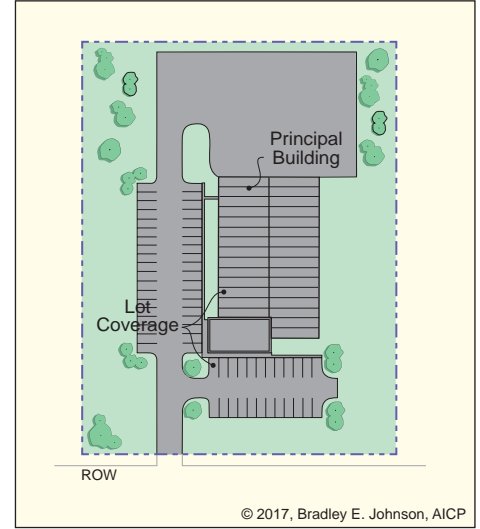 Principal
Building
Lot
Coverage
ROW
© 2017, Bradley E. Johnson, AICP